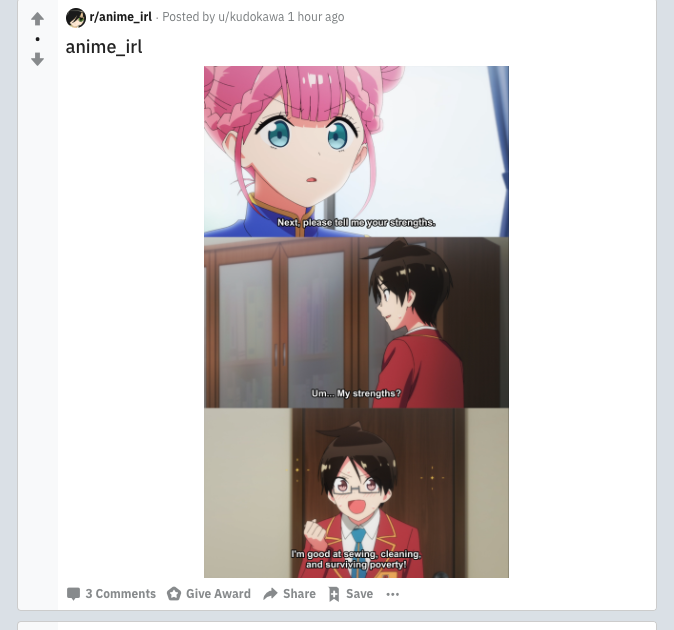 r/anime_irl · Posted by u/kudokawa 1 hour ago
anime_irl
Next, please tell me your strengths.
Um... My strengths?
I'm good at sewing, cleaning,
and surviving poverty!
3 Comments Give Award Share Save ...